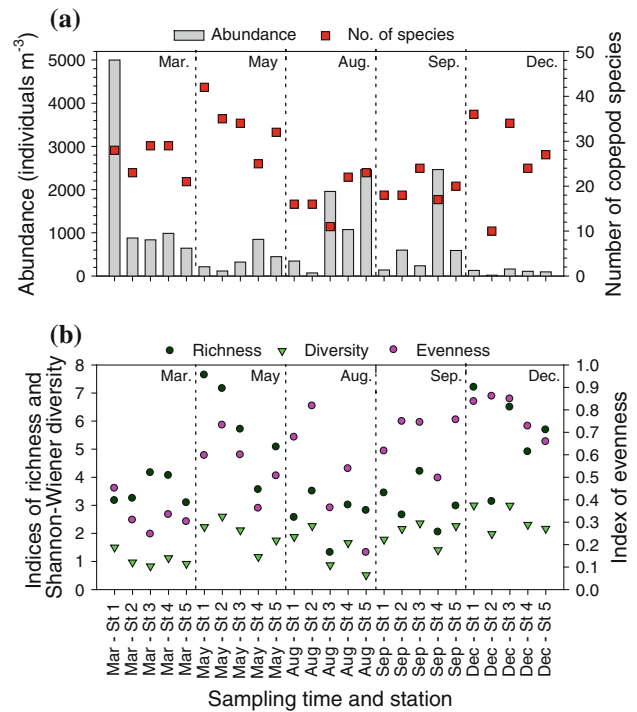 (a)
Abundance No. of species
Abundance (individuals m⁻³)
5000
4000
3000
2000
1000
0
Mar. May Aug. Sep. Dec.
50
40
30
20
10
0
Number of copepod species
(b)
Richness Diversity Evenness
Indices of richness and
Shannon-Wiener diversity
8
7
6
5
4
3
2
1
0
Mar. May Aug. Sep. Dec.
1.0
0.9
0.8
0.7
0.6
0.5
0.4
0.3
0.2
0.1
0.0
Index of evenness
Mar - St 1
Mar - St 2
Mar - St 3
Mar - St 4
Mar - St 5
May - St 1
May - St 2
May - St 3
May - St 4
May - St 5
Aug - St 1
Aug - St 2
Aug - St 3
Aug - St 4
Aug - St 5
Sep - St 1
Sep - St 2
Sep - St 3
Sep - St 4
Sep - St 5
Dec - St 1
Dec - St 2
Dec - St 3
Dec - St 4
Dec - St 5
Sampling time and station